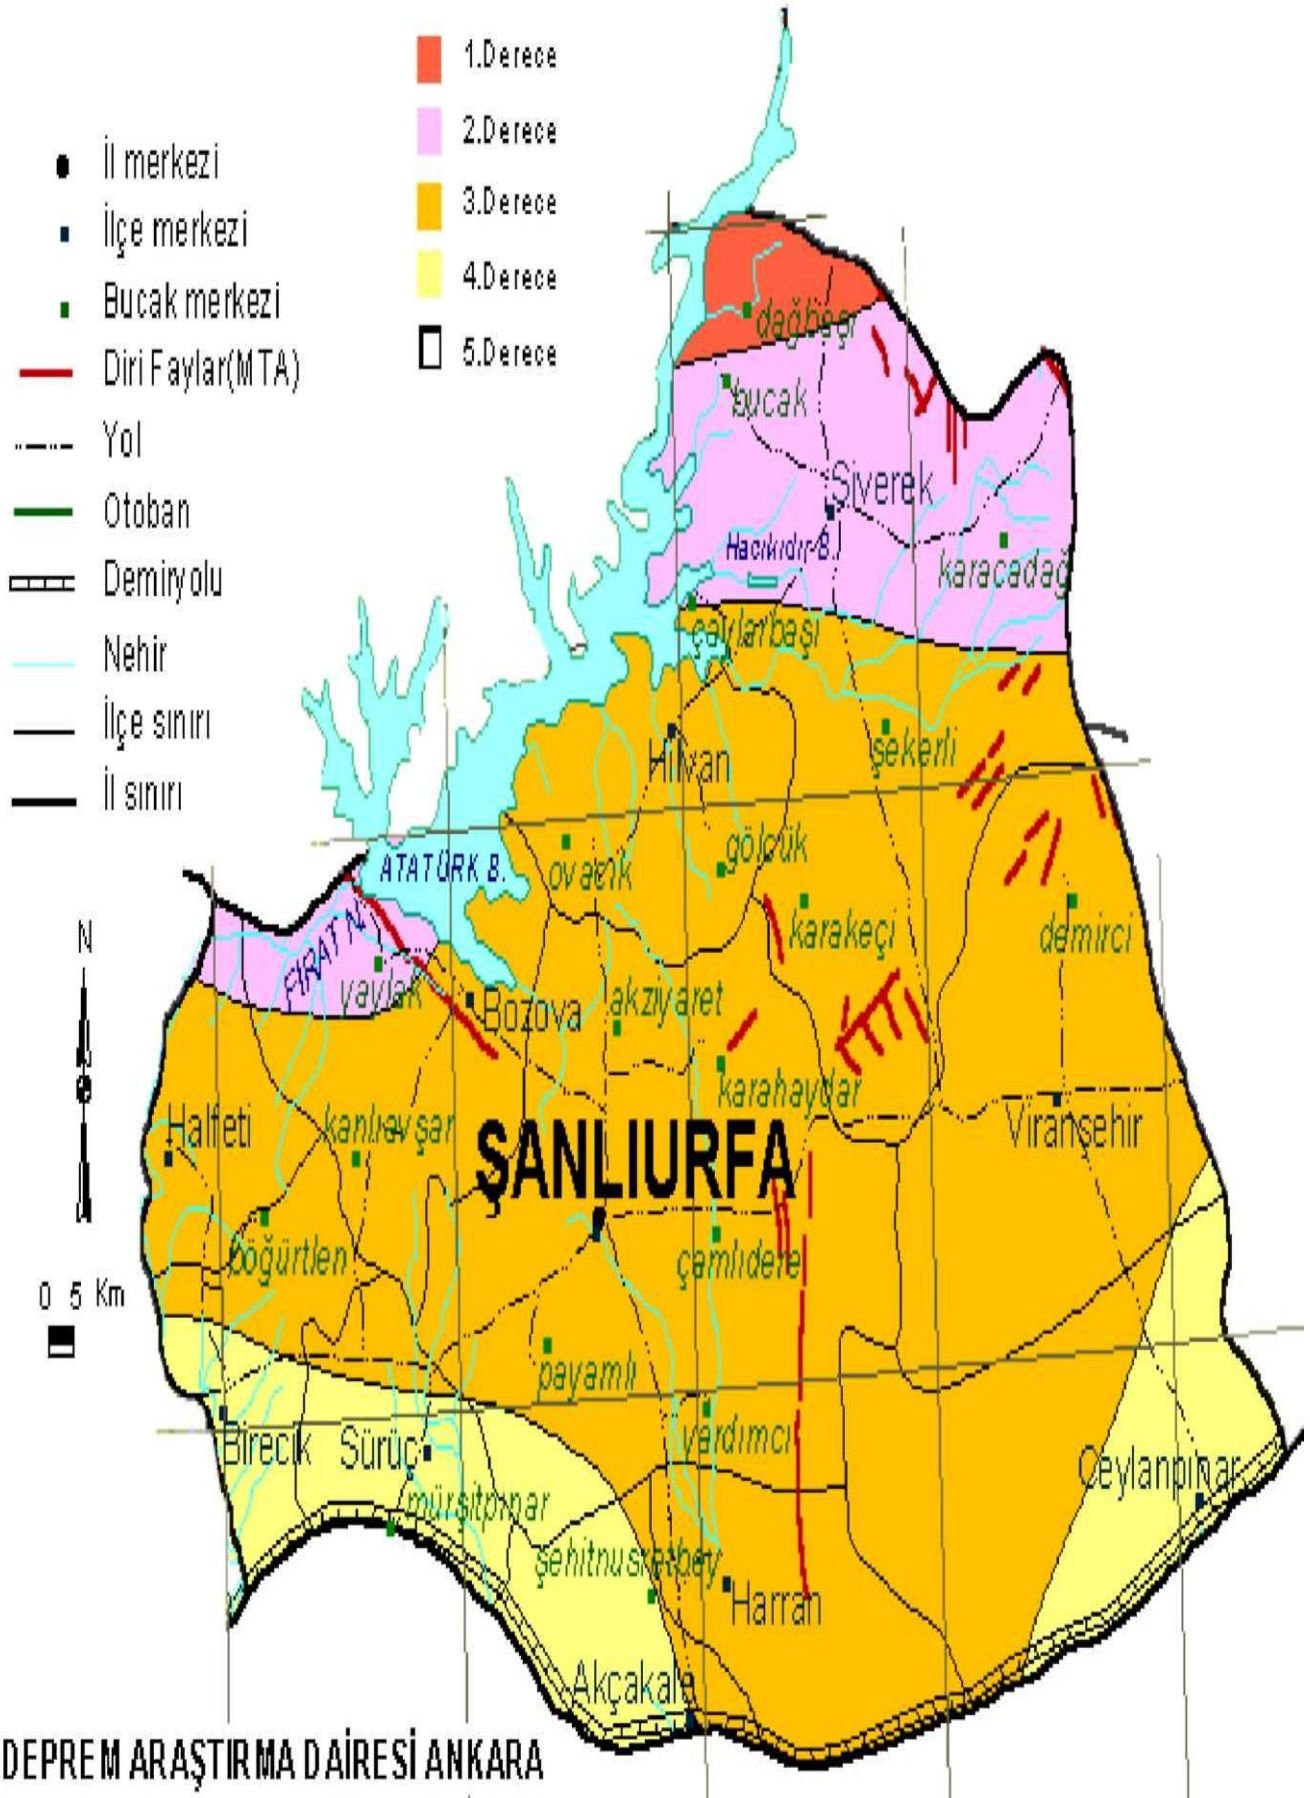 1.Derece
2.Derece
3.Derece
4.Derece
5.Derece
İl merkezi
İlçe merkezi
Bucak merkezi
Diri Faylar(MTA)
Yol
Otoban
Demiryolu
Nehir
İlçe sınırı
İl sınırı
dağbaşı
bucak
Siverek
Hacıkıdır B.
karacadağ
çaylarbaşı
Hilvan
şekerli
gölcük
ovacık
ATATÜRK B.
karakeçi
demirci
FIRAT N.
yaylak
Bozova
akziyaret
karahaydar
Viranşehir
Halfeti
kanlıavşar
ŞANLIURFA
böğürtlen
çamlıdere
payamlı
yardımcı
Birecik
Sürüç
Ceylanpınar
mürşitpınar
şehitnusretbey
Harran
Akçakale
N
0 5 Km
DEPREM ARAŞTIRMA DAİRESİ ANKARA